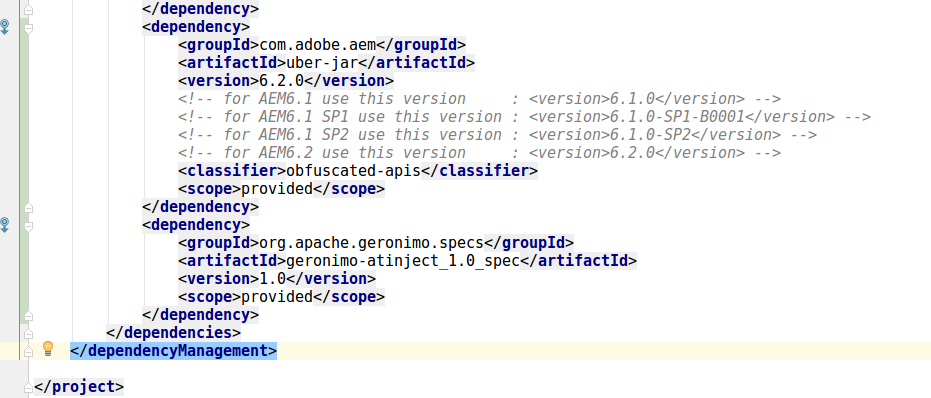 </dependency>
<dependency>
<groupId>com.adobe.aem</groupId>
<artifactId>uber-jar</artifactId>
<version>6.2.0</version>
<!-- for AEM6.1 use this version     : <version>6.1.0</version> -->
<!-- for AEM6.1 SP1 use this version : <version>6.1.0-SP1-B0001</version> -->
<!-- for AEM6.1 SP2 use this version : <version>6.1.0-SP2</version> -->
<!-- for AEM6.2 use this version     : <version>6.2.0</version> -->
<classifier>obfuscated-apis</classifier>
<scope>provided</scope>
</dependency>
<dependency>
<groupId>org.apache.geronimo.specs</groupId>
<artifactId>geronimo-atinject_1.0_spec</artifactId>
<version>1.0</version>
<scope>provided</scope>
</dependency>
</dependencies>
</dependencyManagement>
</project>